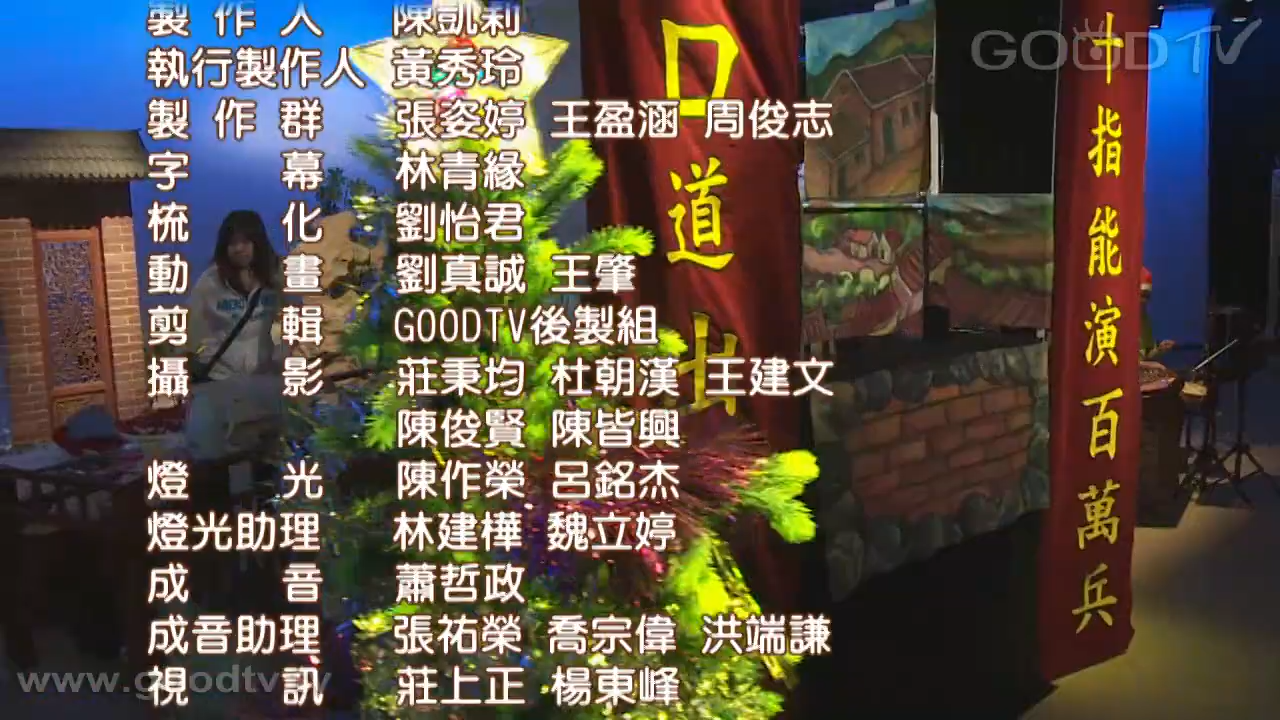 製作人 陳凱莉
執行製作人 黃秀玲
製作群 張姿婷 王盈涵 周俊志
字幕 林青緣
梳化 劉怡君
動畫 劉真誠 王肇
剪輯 GOODTV後製組
攝影 莊秉均 杜朝漢 王建文
陳俊賢 陳皆興
燈光 陳作榮 呂銘杰
燈光助理 林建樺 魏立婷
成音 蕭哲政
成音助理 張祐榮 喬宗偉 洪端謙
視訊 莊上正 楊東峰
口道
十指能演百萬兵
GOODTV
www.goodtv.tv